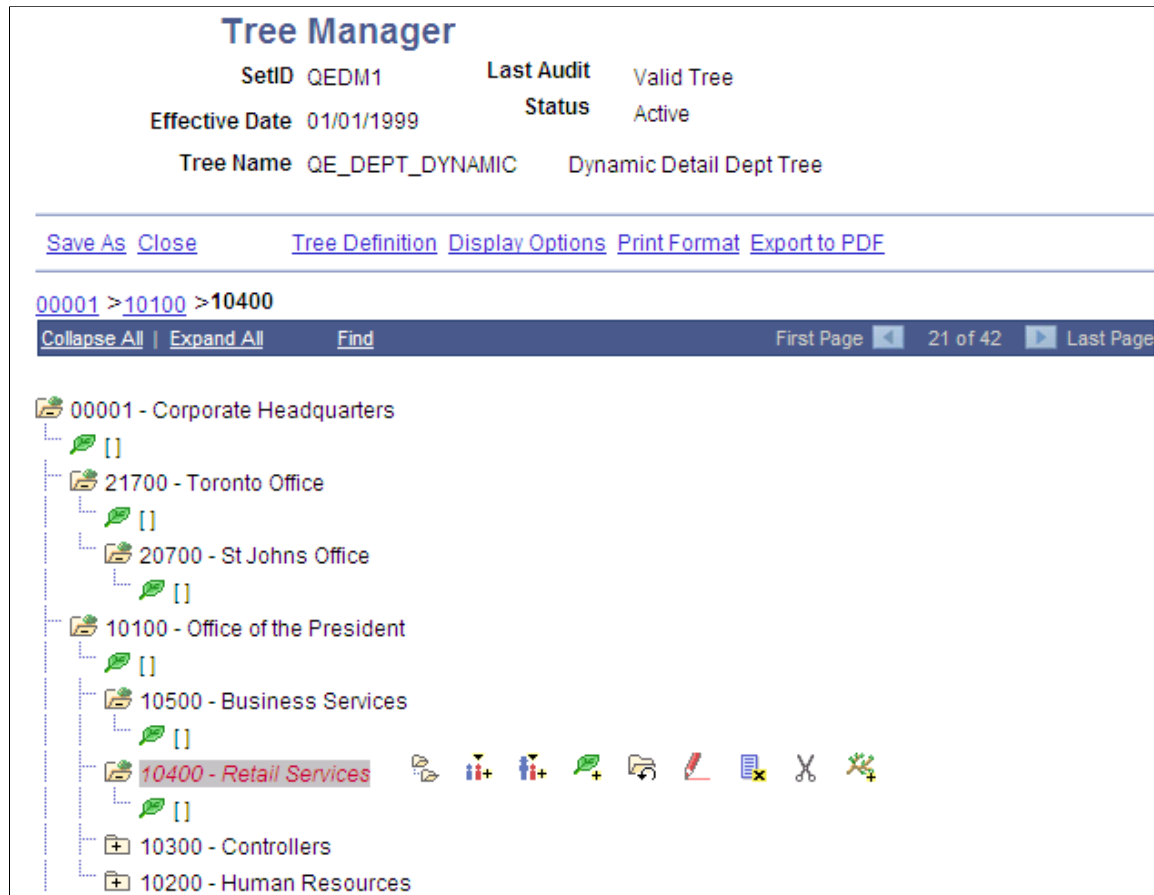 Tree Manager
SetID QEDM1 Last Audit Valid Tree
Effective Date 01/01/1999 Status Active
Tree Name QE_DEPT_DYNAMIC Dynamic Detail Dept Tree
Save As Close Tree Definition Display Options Print Format Export to PDF
00001 >10100 >10400
Collapse All | Expand All Find First Page 21 of 42 Last Page
00001 - Corporate Headquarters
[]
21700 - Toronto Office
[]
20700 - St Johns Office
[]
10100 - Office of the President
[]
10500 - Business Services
[]
10400 - Retail Services
[]
10300 - Controllers
10200 - Human Resources